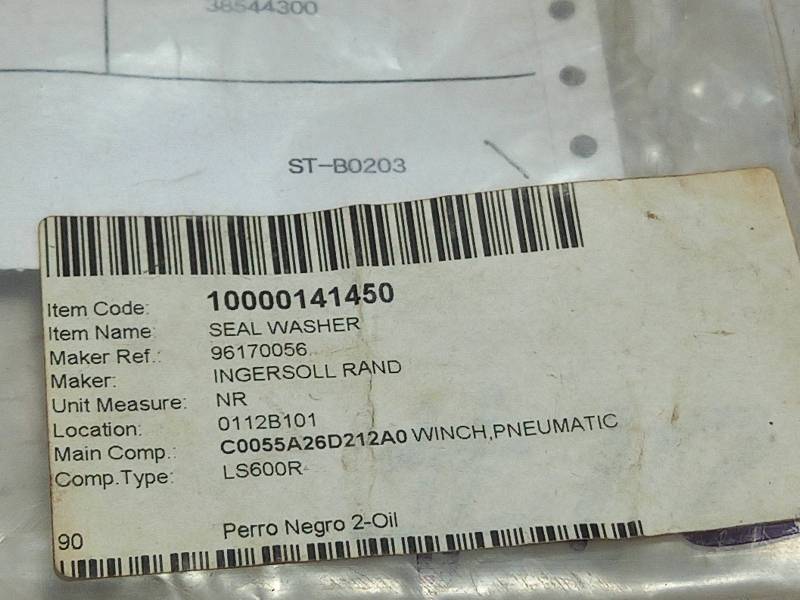 38544300
ST-B0203
Item Code: 10000141450
Item Name: SEAL WASHER
Maker Ref.: 96170056
Maker: INGERSOLL RAND
Unit Measure: NR
Location: 0112B101
Main Comp.: C0055A26D212A0 WINCH,PNEUMATIC
Comp.Type: LS600R
90 Perro Negro 2-Oil